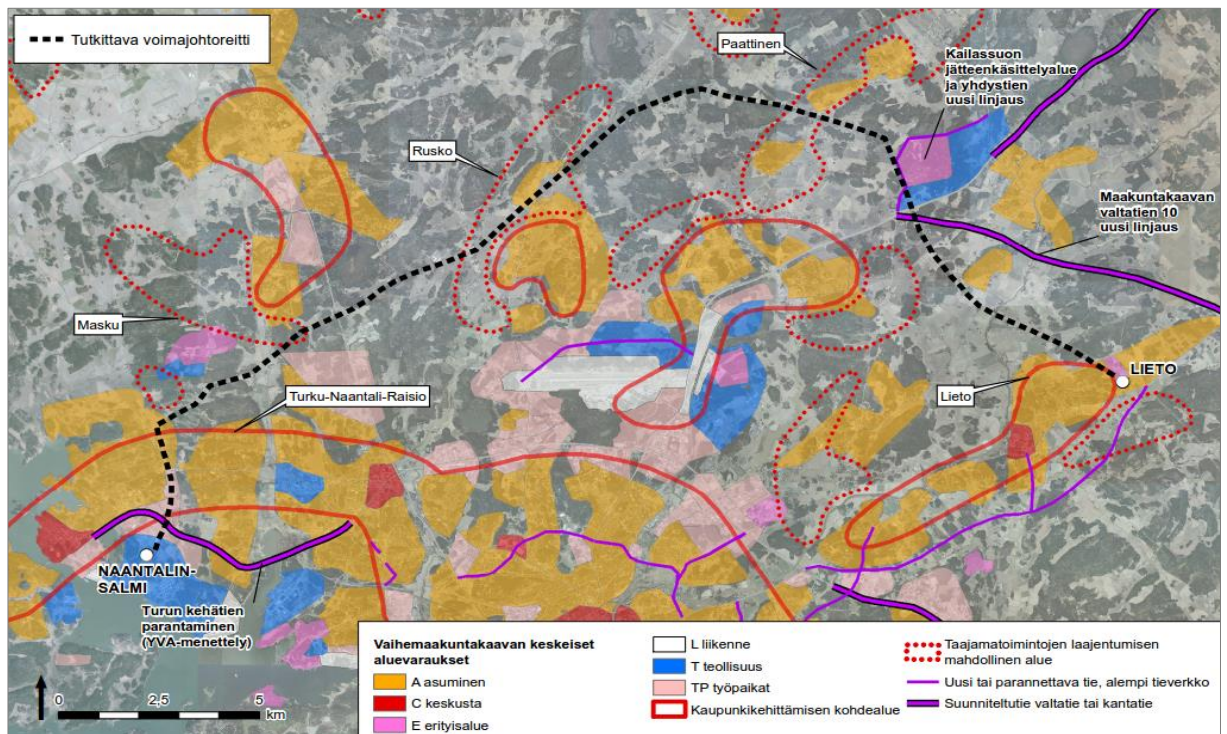 Tutkittava voimajohtoreitti
Paattinen
Kailassuon
jätteenkäsittelyalue
ja yhdystien
uusi linjaus
Rusko
Maakuntakaavan
valtatien 10
uusi linjaus
Masku
Turku-Naantali-Raisio
Lieto
LIETO
NAANTALIN-
SALMI
Turun kehätien
parantaminen
(YVA-menettely)
0 2,5 5
km
Vaihemaakuntakaavan keskeiset
aluevaraukset
A asuminen
C keskusta
E erityisalue
L liikenne
T teollisuus
TP työpaikat
Kaupunkikehittämisen kohdealue
Taajamatoimintojen laajentumisen
mahdollinen alue
Uusi tai parannettava tie, alempi tieverkko
Suunniteltutie valtatie tai kantatie